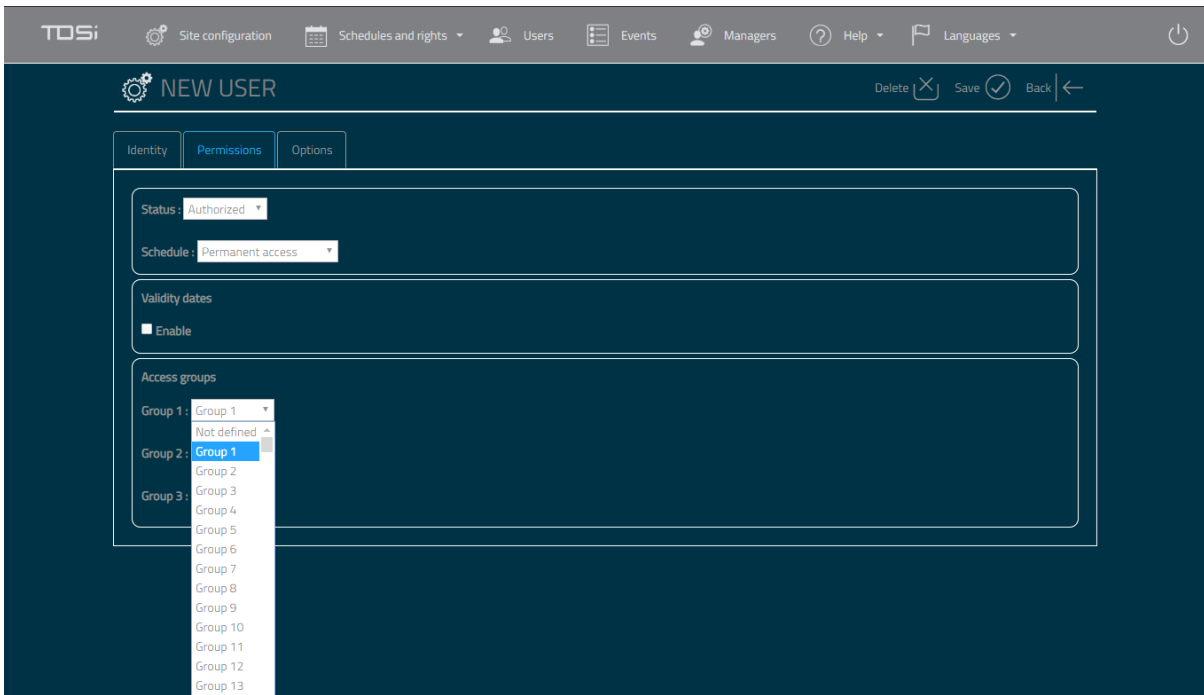 TDSi Site configuration Schedules and rights Users Events Managers Help Languages
NEW USER Delete Save Back
Identity Permissions Options
Status : Authorized
Schedule : Permanent access
Validity dates
Enable
Access groups
Group 1 : Group 1
Not defined
Group 2 : Group 1
Group 2
Group 3 : Group 3
Group 4
Group 5
Group 6
Group 7
Group 8
Group 9
Group 10
Group 11
Group 12
Group 13